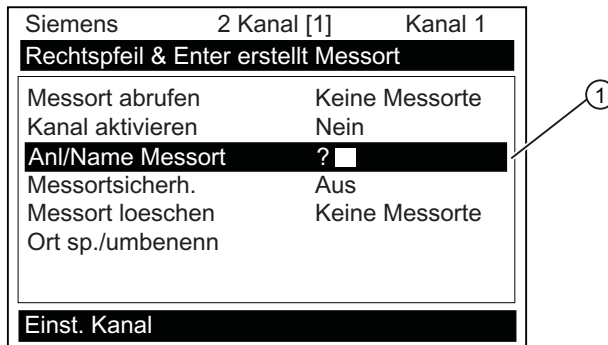 Siemens 2 Kanal [1] Kanal 1
Rechtspfeil & Enter erstellt Messort
Messort abrufen Keine Messorte
Kanal aktivieren Nein
Anl/Name Messort ?
1
Messortsicherh. Aus
Messort loeschen Keine Messorte
Ort sp./umbenenn
Einst. Kanal